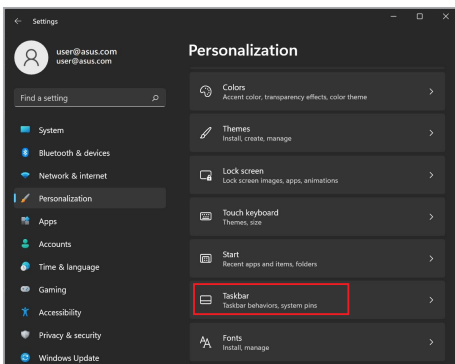 Settings
user@asus.com
user@asus.com
Find a setting
System
Bluetooth & devices
Network & internet
Personalization
Apps
Accounts
Time & language
Gaming
Accessibility
Privacy & security
Windows Update
Personalization
Colors
Accent color, transparency effects, color theme
Themes
Install, create, manage
Lock screen
Lock screen images, apps, animations
Touch keyboard
Themes, size
Start
Recent apps and items, folders
Taskbar
Taskbar behaviors, system pins
Fonts
Install, manage